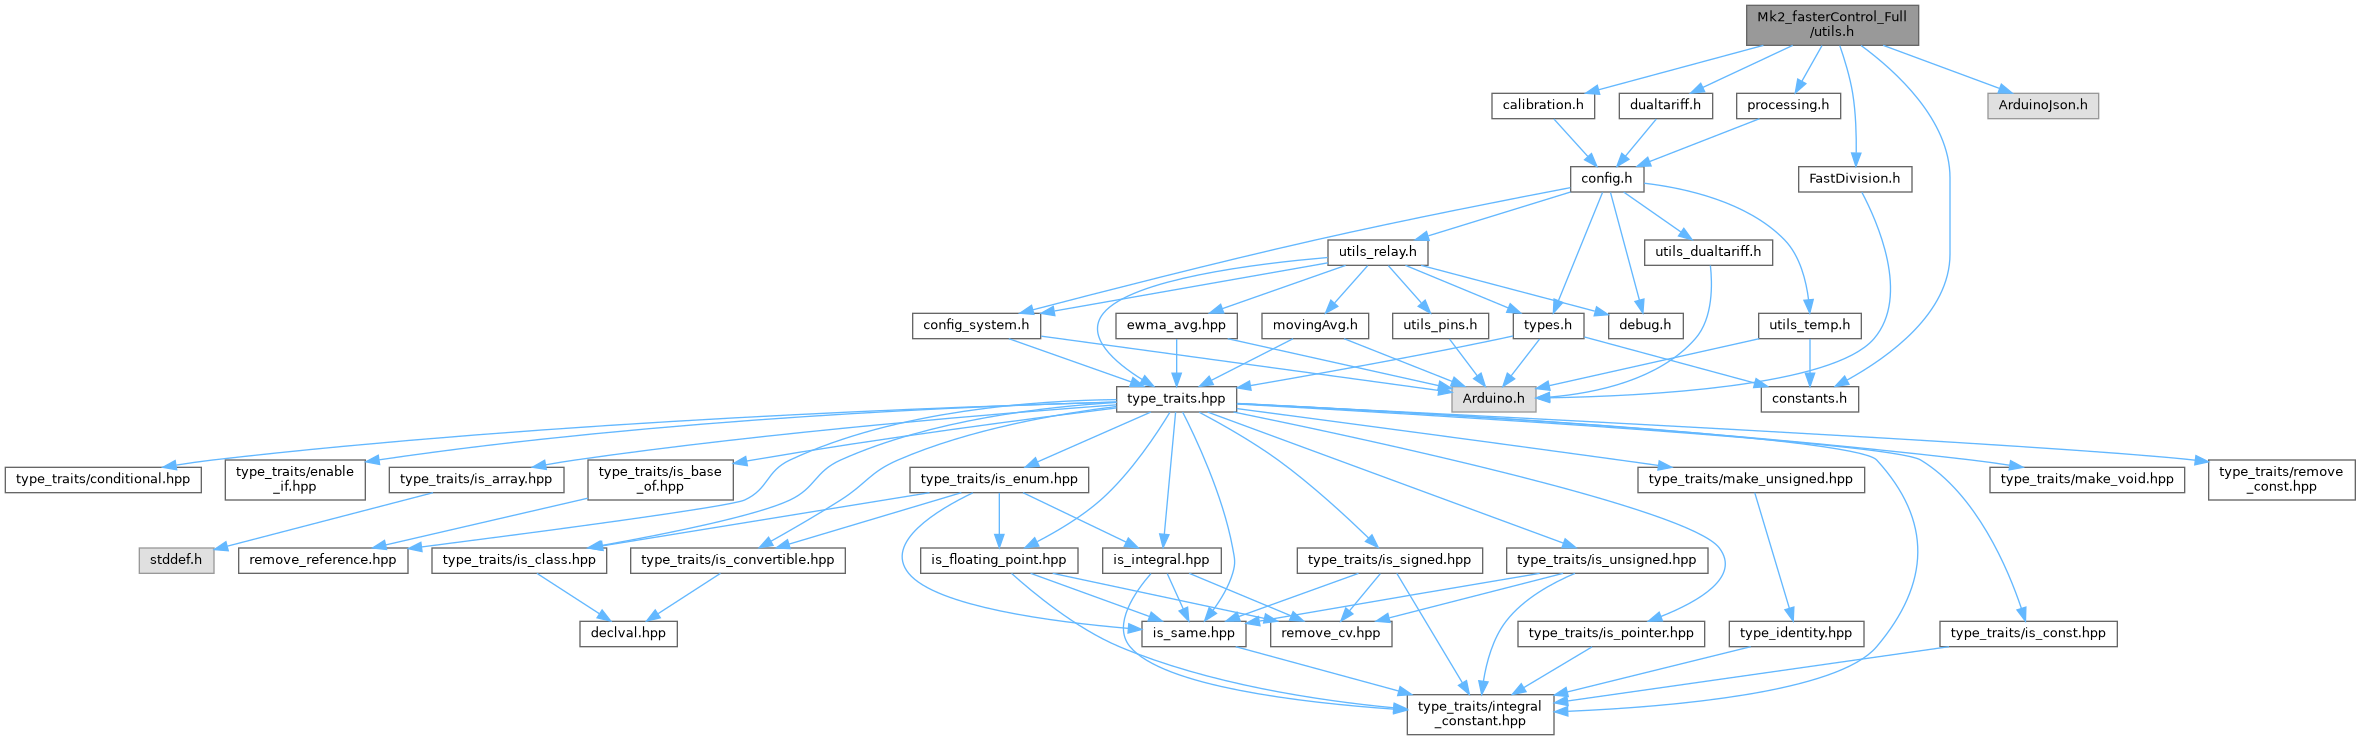 Mk2_fasterControl_Full
/utils.h
calibration.h
dualtariff.h
processing.h
ArduinoJson.h
config.h
FastDivision.h
utils_relay.h
utils_dualtariff.h
config_system.h
ewma_avg.hpp
movingAvg.h
utils_pins.h
types.h
debug.h
utils_temp.h
type_traits.hpp
Arduino.h
constants.h
type_traits/conditional.hpp
type_traits/enable
_if.hpp
type_traits/is_array.hpp
type_traits/is_base
_of.hpp
type_traits/is_enum.hpp
type_traits/make_unsigned.hpp
type_traits/make_void.hpp
type_traits/remove
_const.hpp
stddef.h
remove_reference.hpp
type_traits/is_class.hpp
type_traits/is_convertible.hpp
is_floating_point.hpp
is_integral.hpp
type_traits/is_signed.hpp
type_traits/is_unsigned.hpp
declval.hpp
is_same.hpp
remove_cv.hpp
type_traits/is_pointer.hpp
type_identity.hpp
type_traits/is_const.hpp
type_traits/integral
_constant.hpp